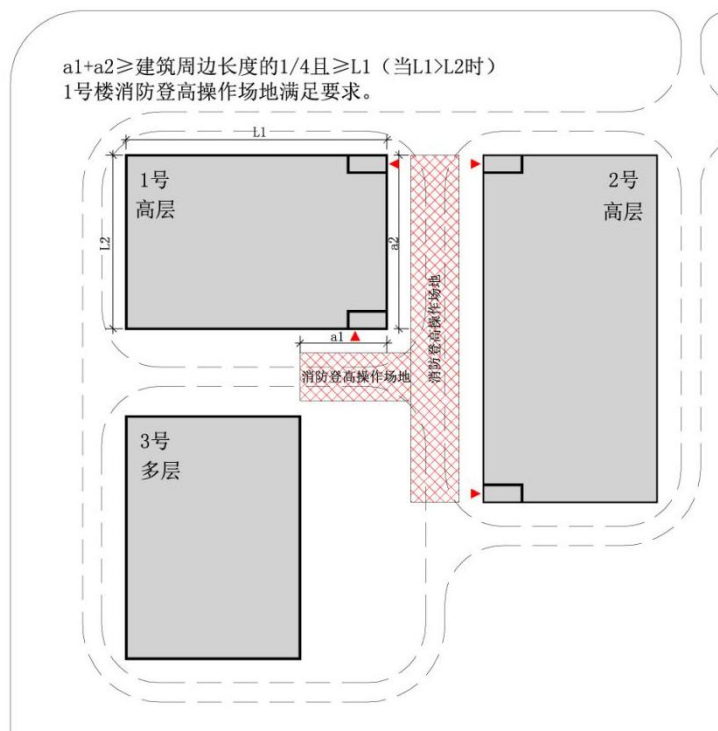 a1+a2≥建筑周边长度的1/4且≥L1（当L1>L2时）
1号楼消防登高操作场地满足要求。
L1
1号
高层
L2
a2
2号
高层
消防登高操作场地
a1
消防登高操作场地
3号
多层